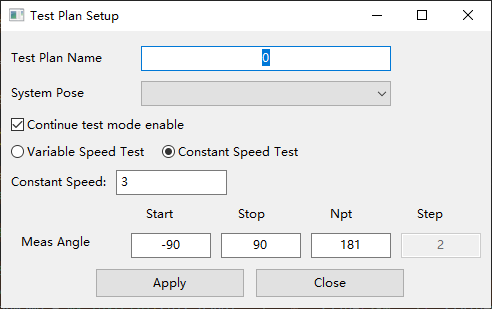 Test Plan Setup
Test Plan Name 0
System Pose
Continue test mode enable
Variable Speed Test Constant Speed Test
Constant Speed: 3
Start Stop Npt Step
Meas Angle -90 90 181 2
Apply Close